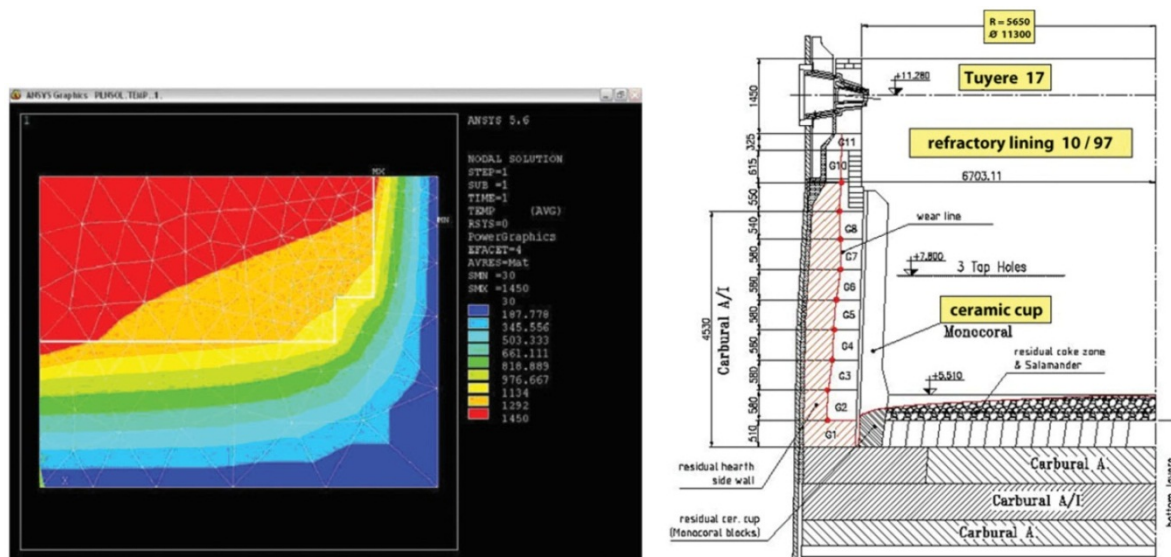 ANSYS Graphics PLNSOL,TEMP,,1,
1
ANSYS 5.6
NODAL SOLUTION
STEP=1
SUB =1
TIME=1
TEMP (AVG)
RSYS=0
PowerGraphics
EFACET=4
AVRES=Mat
SMN =30
SMX =1450
30
187.778
345.556
503.333
661.111
818.889
976.667
1134
1292
1450
MX
MN
X
R = 5650
Ø 11300
Tuyere 17
+11,280
refractory lining 10 / 97
6703.11
wear line
+7,800
3 Tap Holes
ceramic cup
Monocoral
residual coke zone
& Salamander
+5,510
1450
325
615
550
540
580
580
580
580
580
510
4530
Carbural A/I
G11
G10
G8
G7
G6
G5
G4
G3
G2
G1
residual hearth
side wall
residual cer. cup
(Monocoral blocks)
Carbural A.
Carbural A/I
Carbural A.
bottom layers